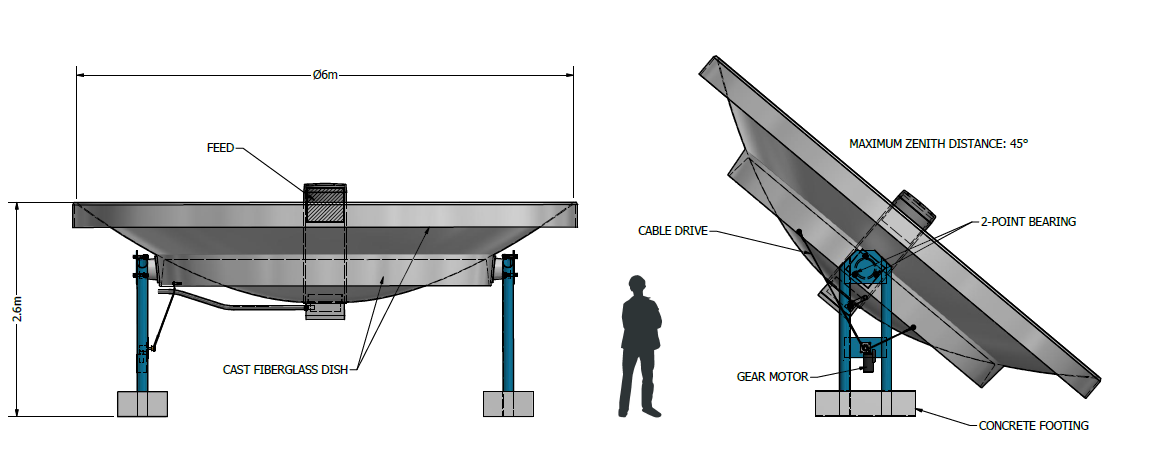 Ø6m
FEED
MAXIMUM ZENITH DISTANCE: 45°
2-POINT BEARING
CABLE DRIVE
2.6m
CAST FIBERGLASS DISH
GEAR MOTOR
CONCRETE FOOTING